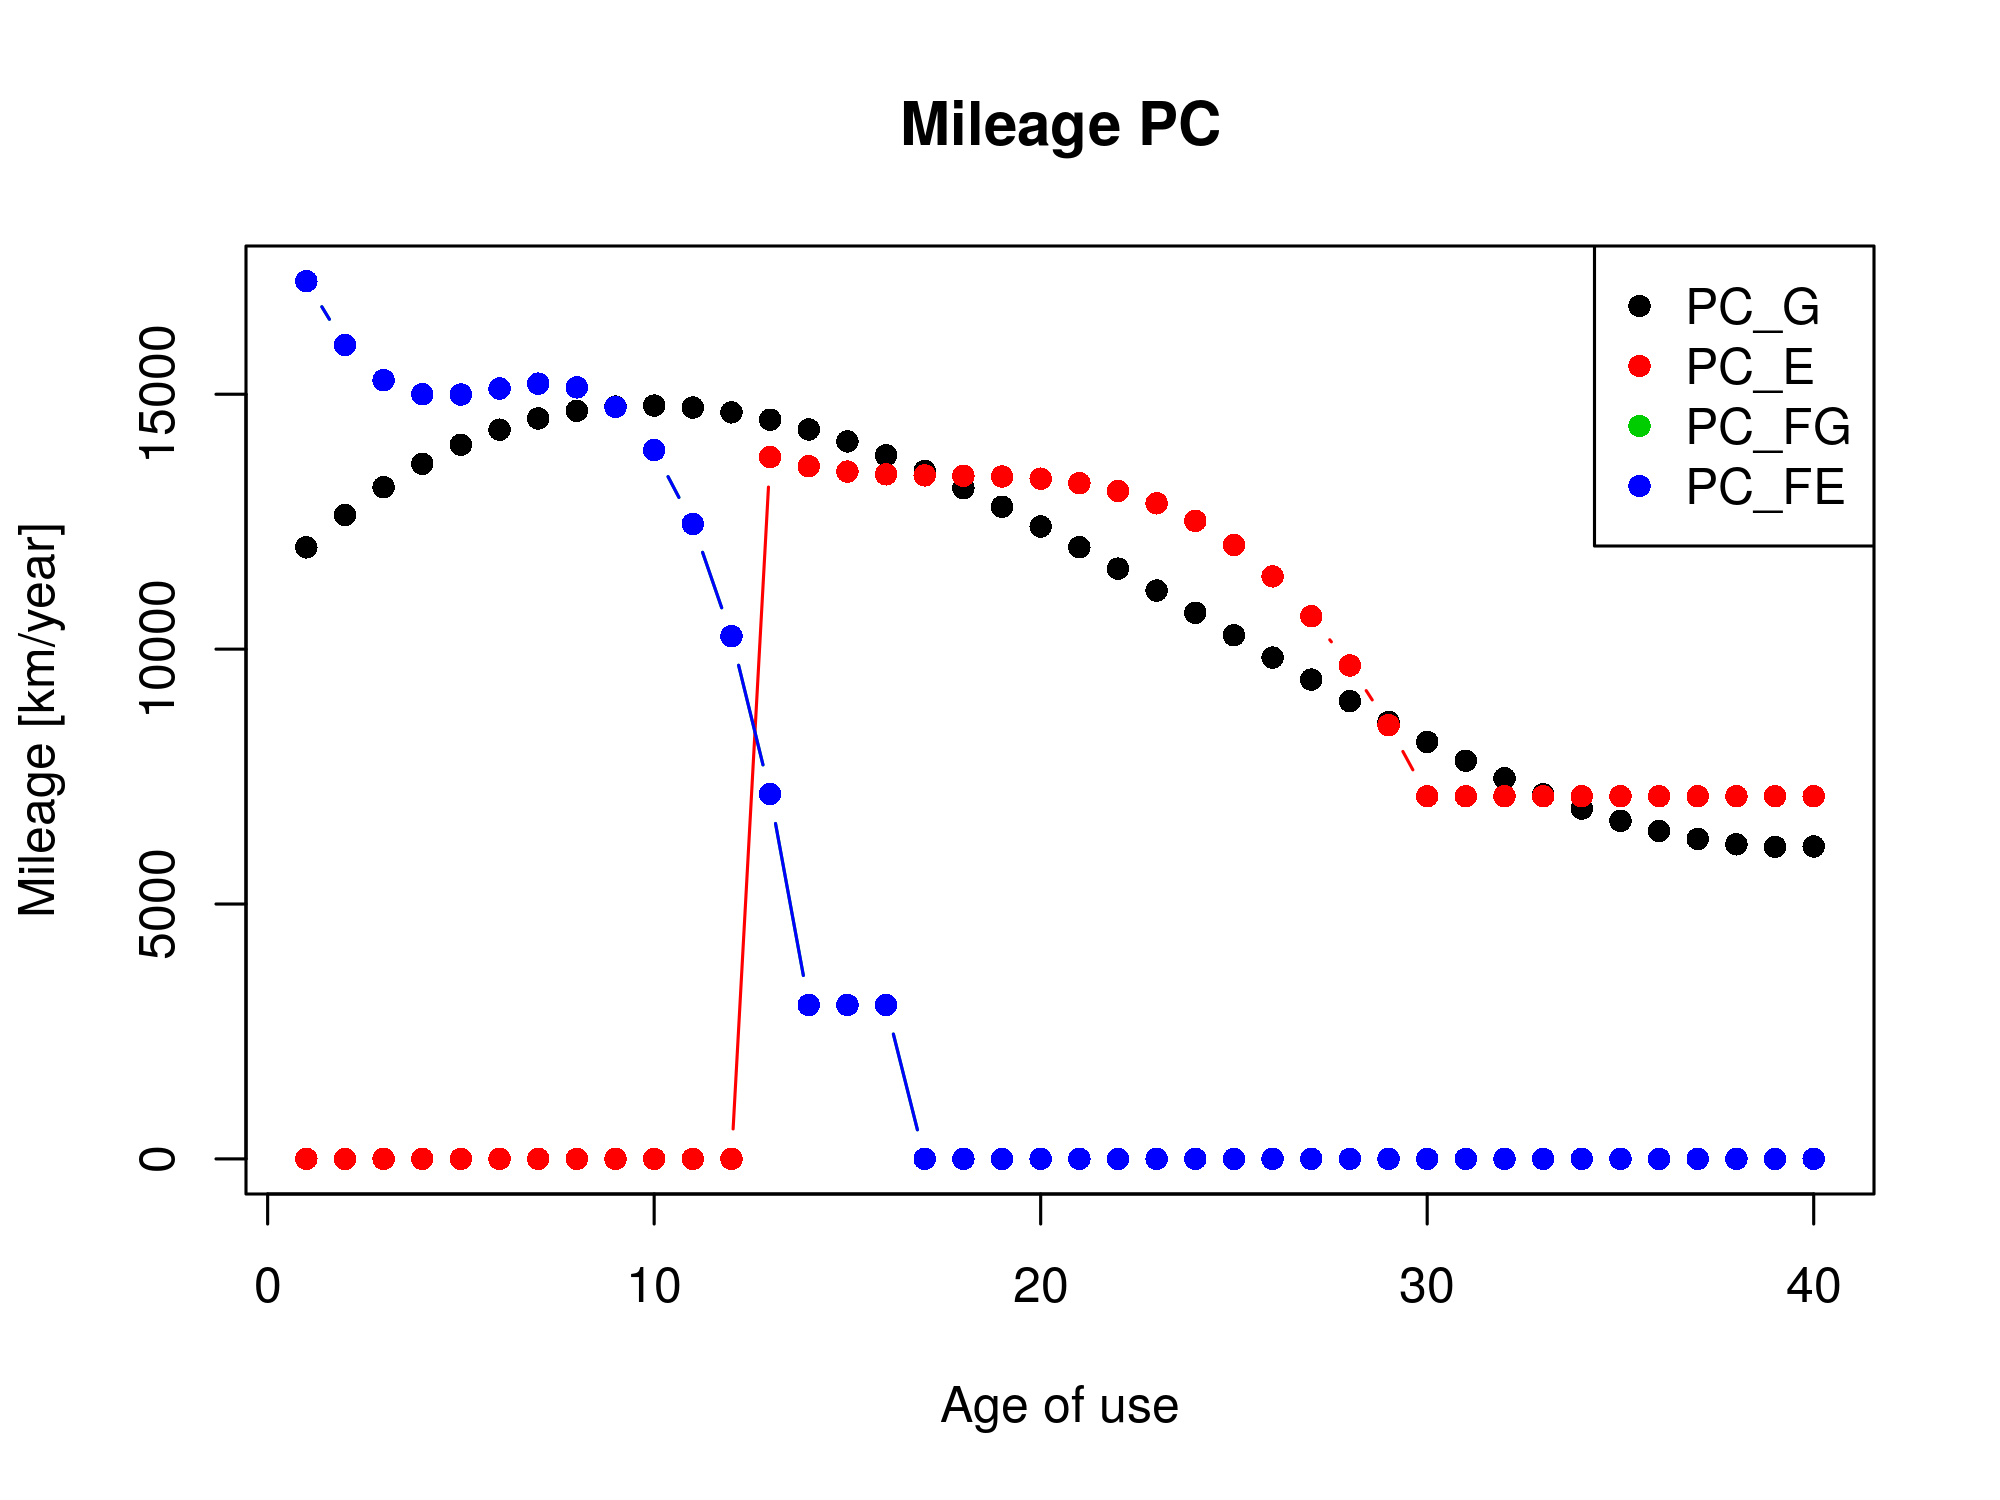 Mileage PC
PC_G
PC_E
PC_FG
PC_FE
Mileage [km/year]
15000
10000
5000
0
0 10 20 30 40
Age of use